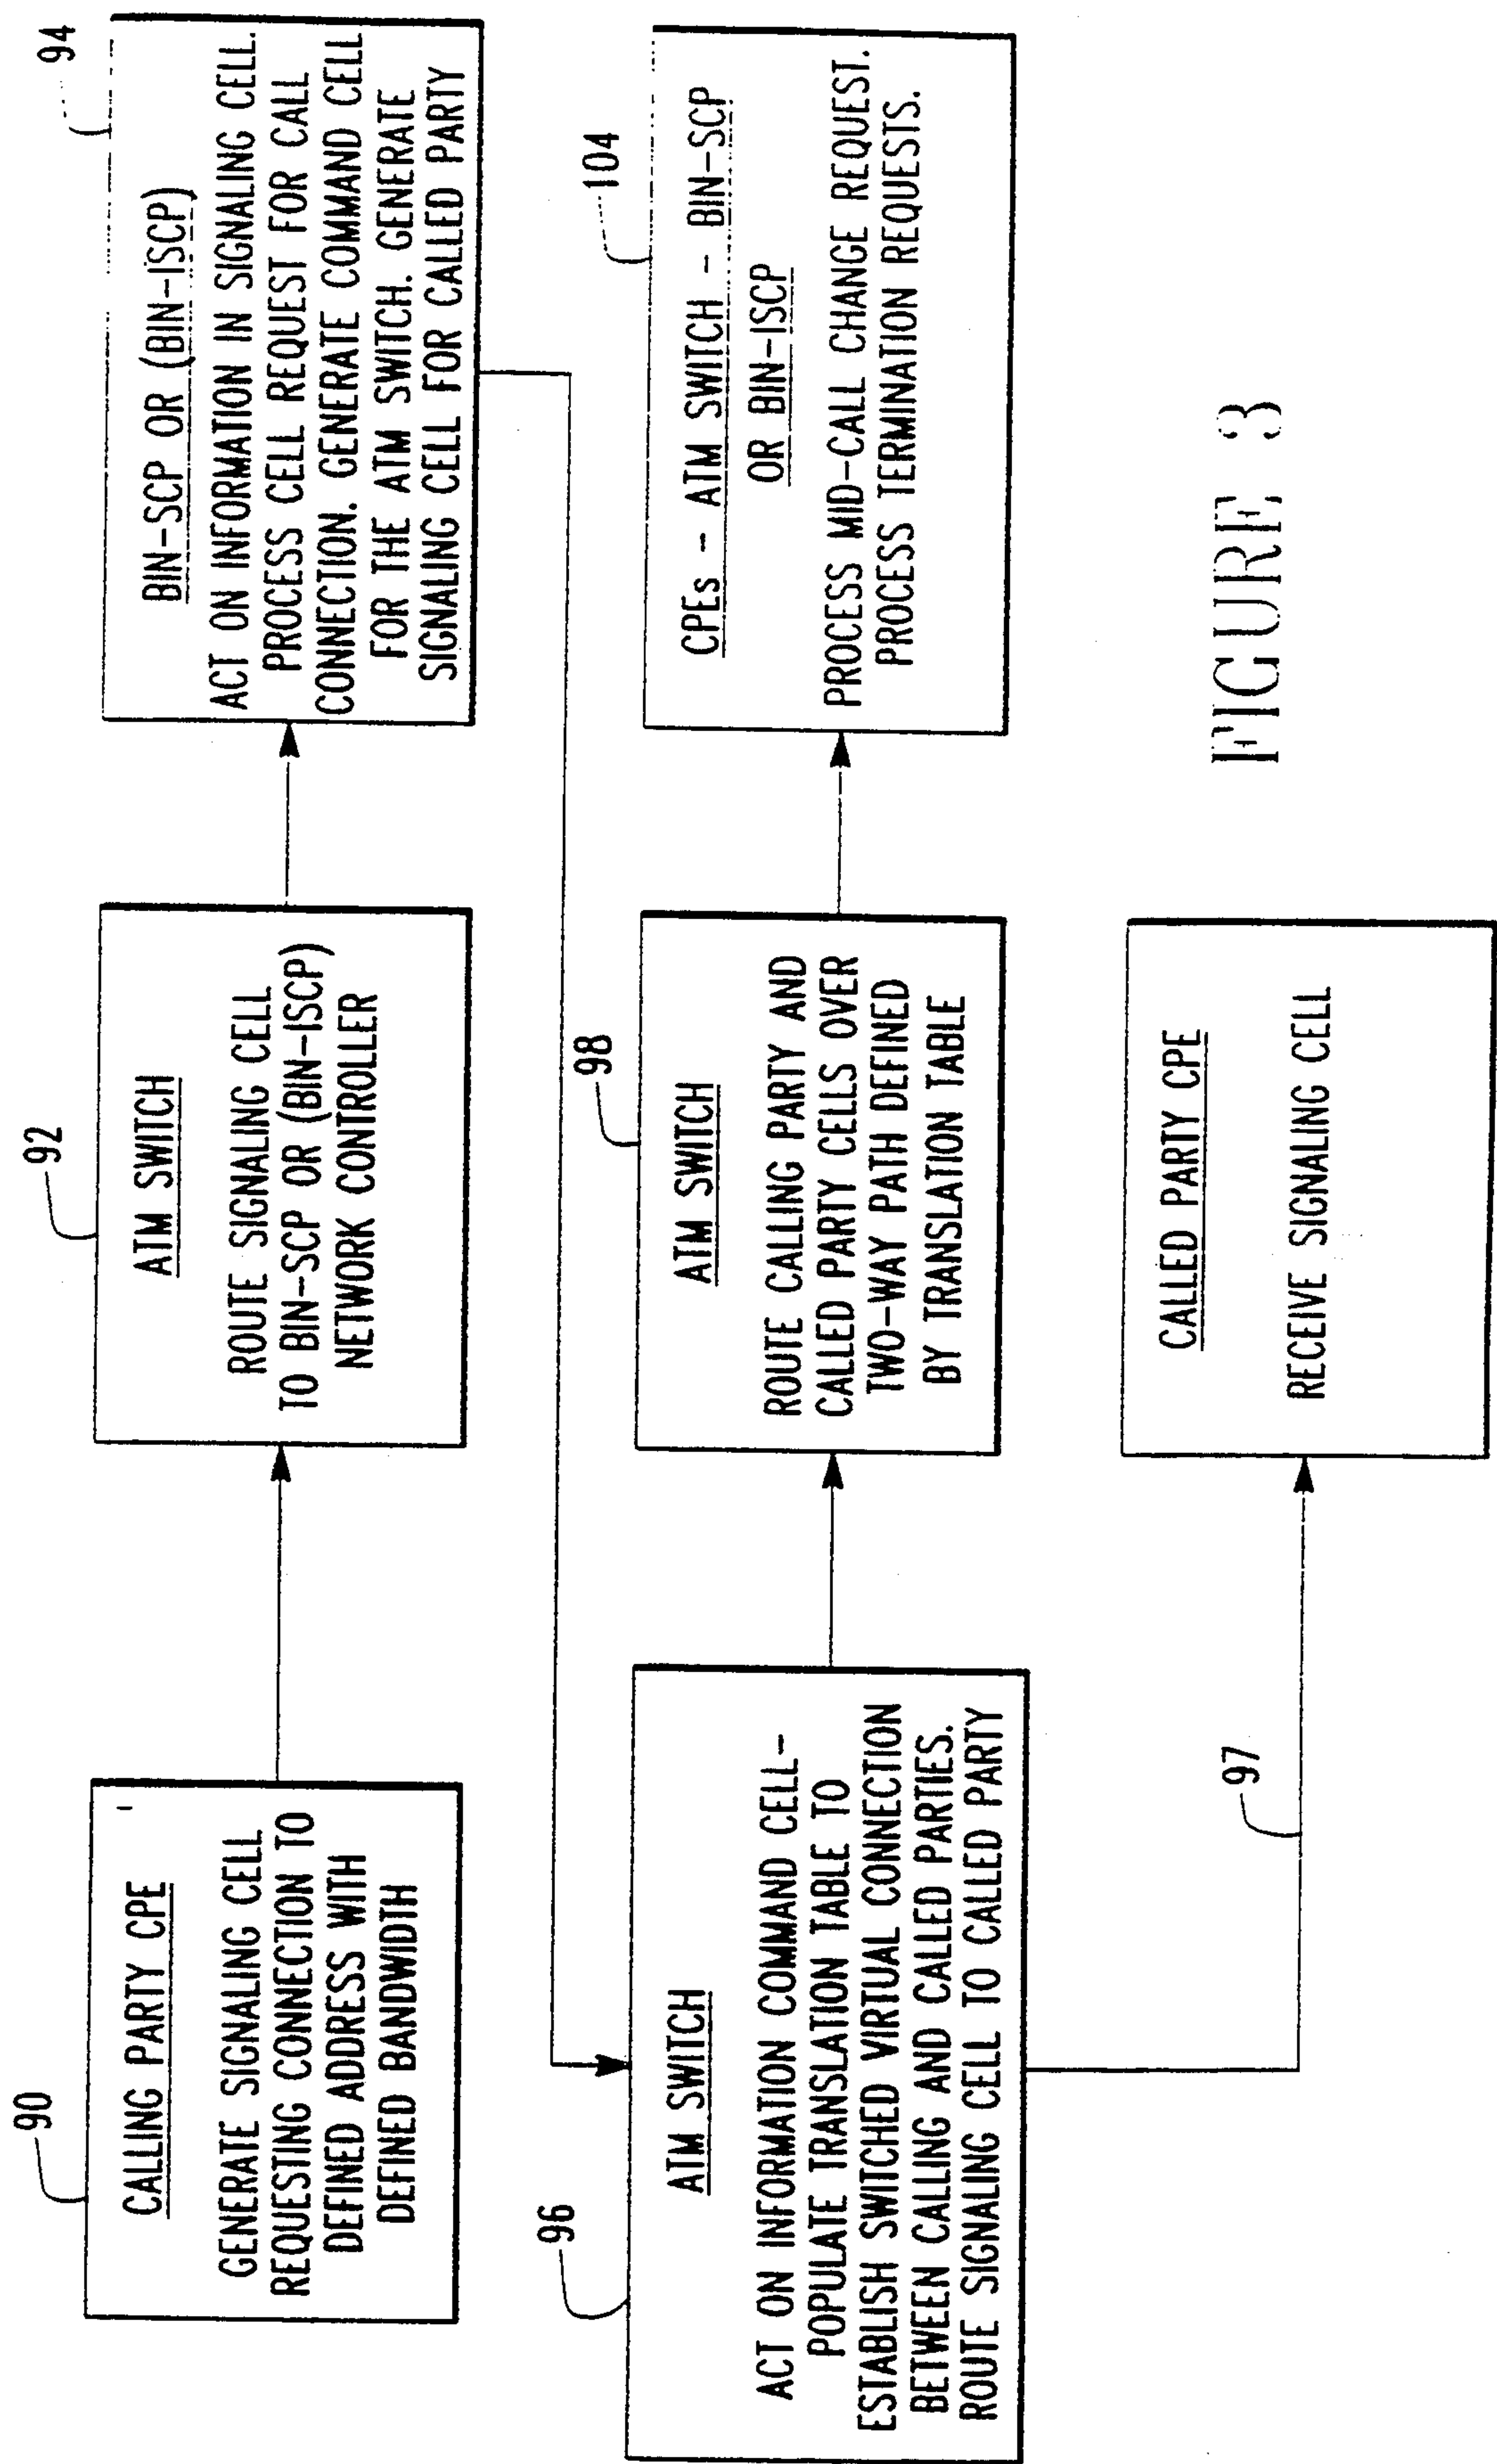 90
CALLING PARTY CPE
GENERATE SIGNALING CELL
REQUESTING CONNECTION TO
DEFINED ADDRESS WITH
DEFINED BANDWIDTH
92
ATM SWITCH
ROUTE SIGNALING CELL
TO BIN-SCP OR (BIN-ISCP)
NETWORK CONTROLLER
94
BIN-SCP OR (BIN-ISCP)
ACT ON INFORMATION IN SIGNALING CELL.
PROCESS CELL REQUEST FOR CALL
CONNECTION. GENERATE COMMAND CELL
FOR THE ATM SWITCH. GENERATE
SIGNALING CELL FOR CALLED PARTY
96
ATM SWITCH
ACT ON INFORMATION COMMAND CELL-
POPULATE TRANSLATION TABLE TO
ESTABLISH SWITCHED VIRTUAL CONNECTION
BETWEEN CALLING AND CALLED PARTIES.
ROUTE SIGNALING CELL TO CALLED PARTY
98
ATM SWITCH
ROUTE CALLING PARTY AND
CALLED PARTY CELLS OVER
TWO-WAY PATH DEFINED
BY TRANSLATION TABLE
104
CPEs - ATM SWITCH - BIN-SCP
OR BIN-ISCP
PROCESS MID-CALL CHANGE REQUEST.
PROCESS TERMINATION REQUESTS.
97
CALLED PARTY CPE
RECEIVE SIGNALING CELL
FIGURE 3